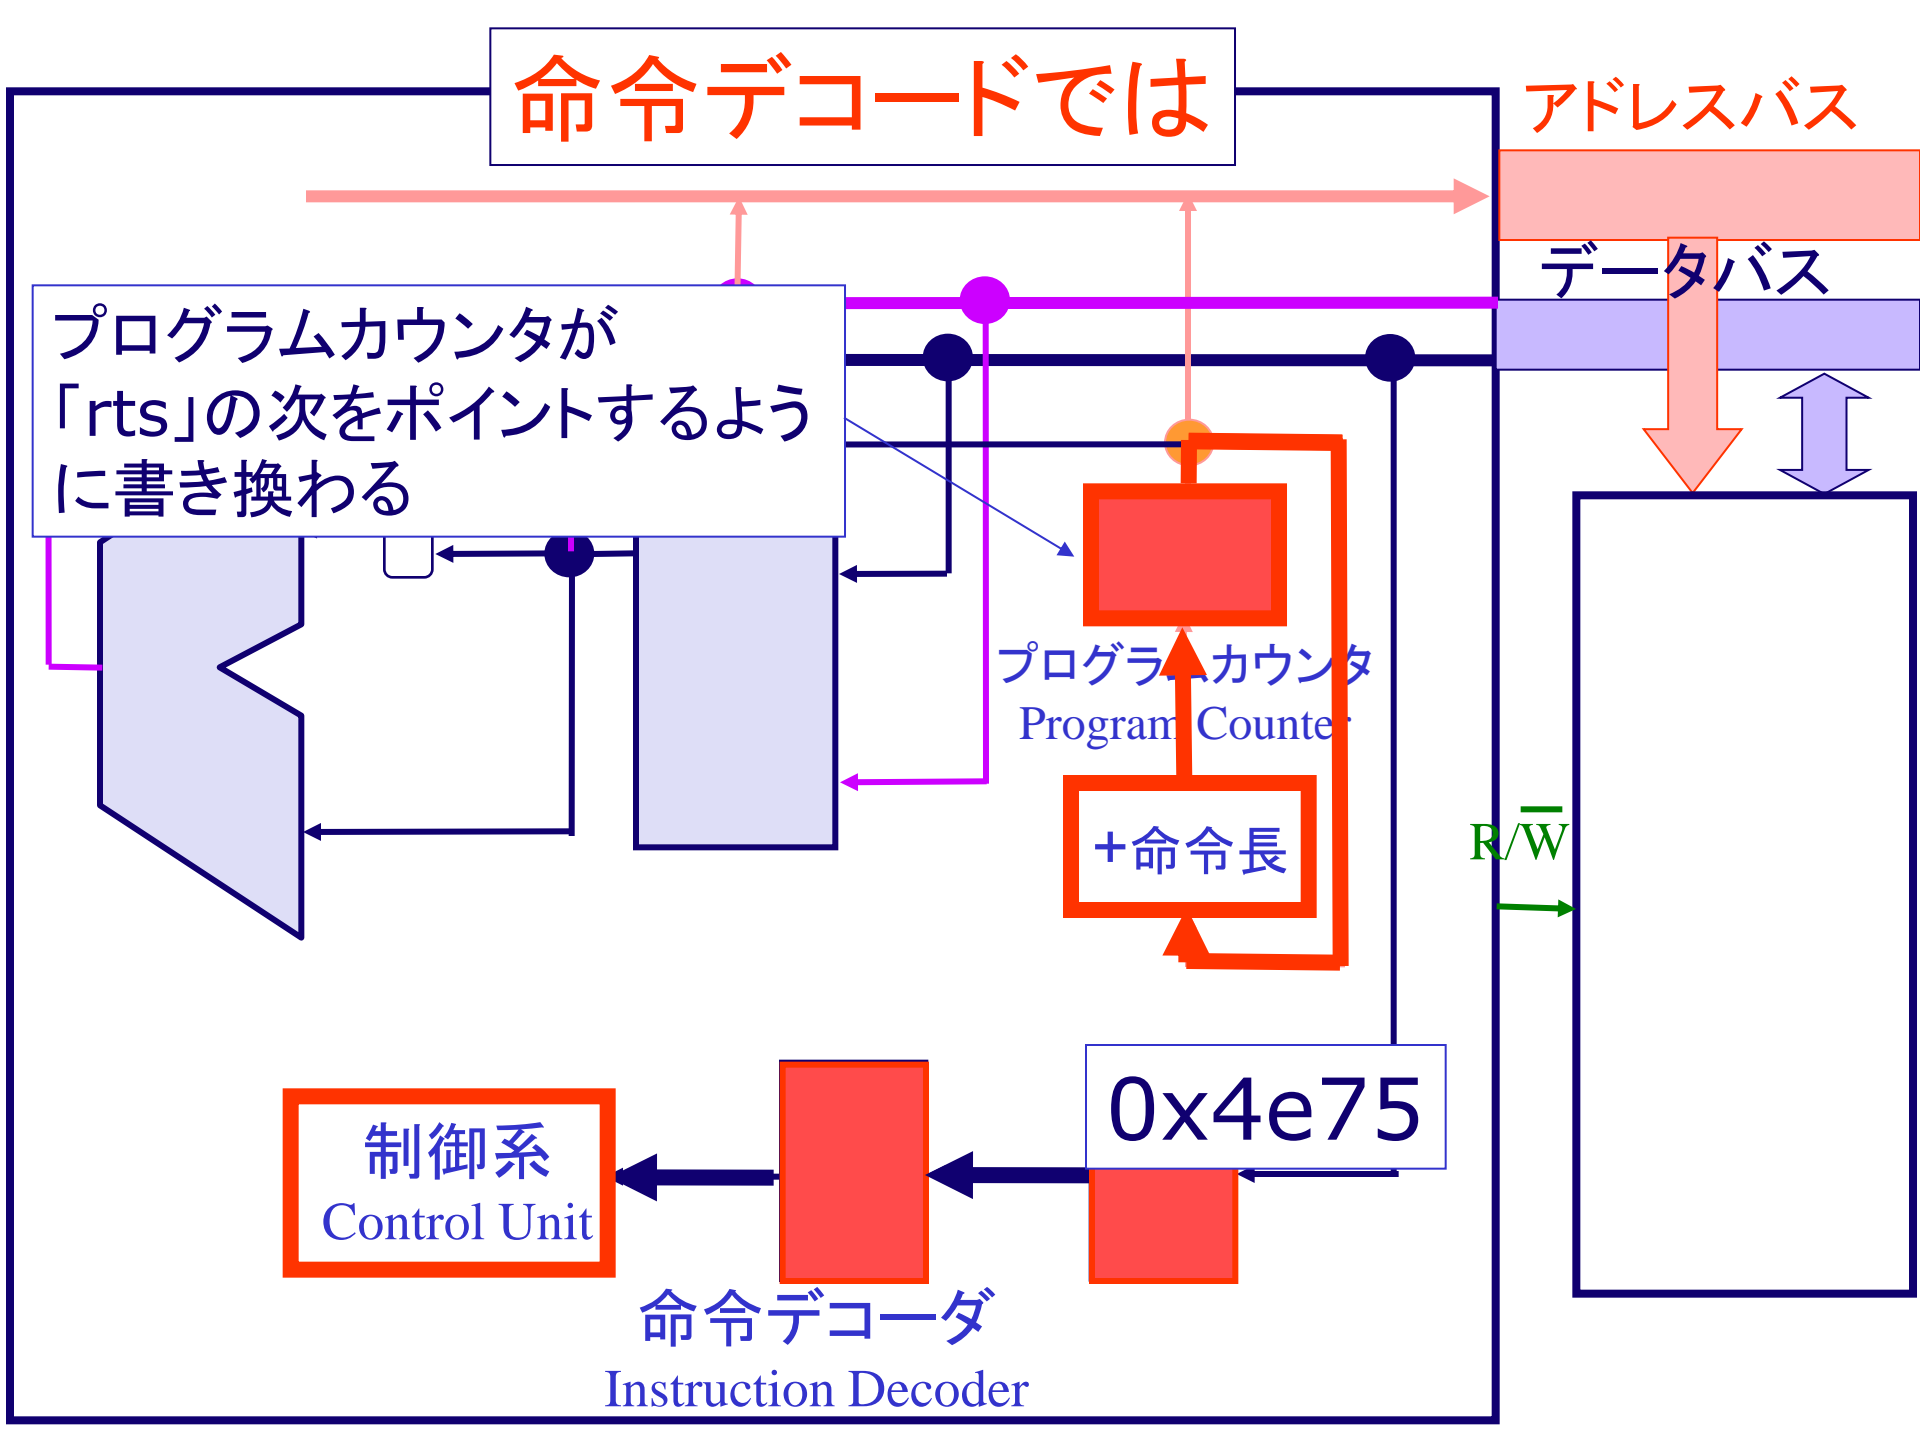 命令デコードでは
アドレスバス
データバス
プログラムカウンタが
「rts」の次をポイントするよう
に書き換わる
プログラムカウンタ
Program Counter
+命令長
R/W̅
0x4e75
制御系
Control Unit
命令デコーダ
Instruction Decoder